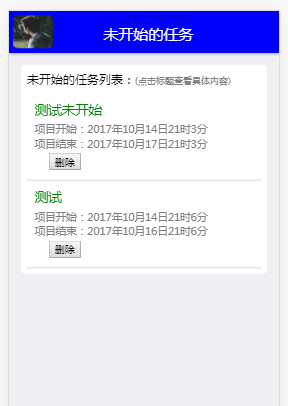 未开始的任务
未开始的任务列表：(点击标题查看具体内容)
测试未开始
项目开始：2017年10月14日21时3分
项目结束：2017年10月17日21时3分
删除
测试
项目开始：2017年10月14日21时6分
项目结束：2017年10月16日21时6分
删除